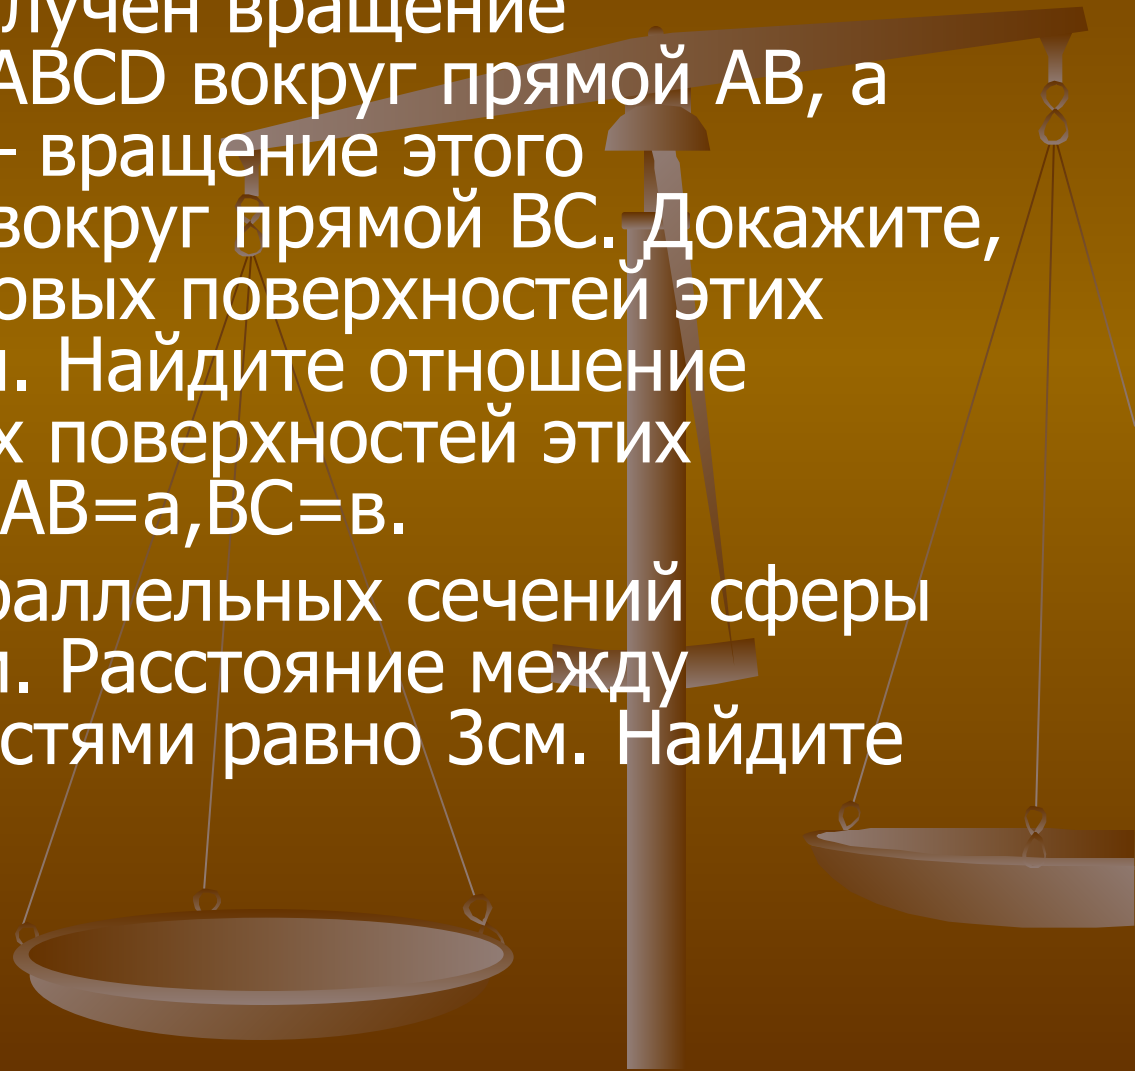 лучен вращение
ABCD вокруг прямой AB, а
– вращение этого
вокруг прямой BC. Докажите,
овых поверхностей этих
. Найдите отношение
х поверхностей этих
AB=a,BC=в.
раллельных сечений сферы
. Расстояние между
стями равно 3см. Найдите